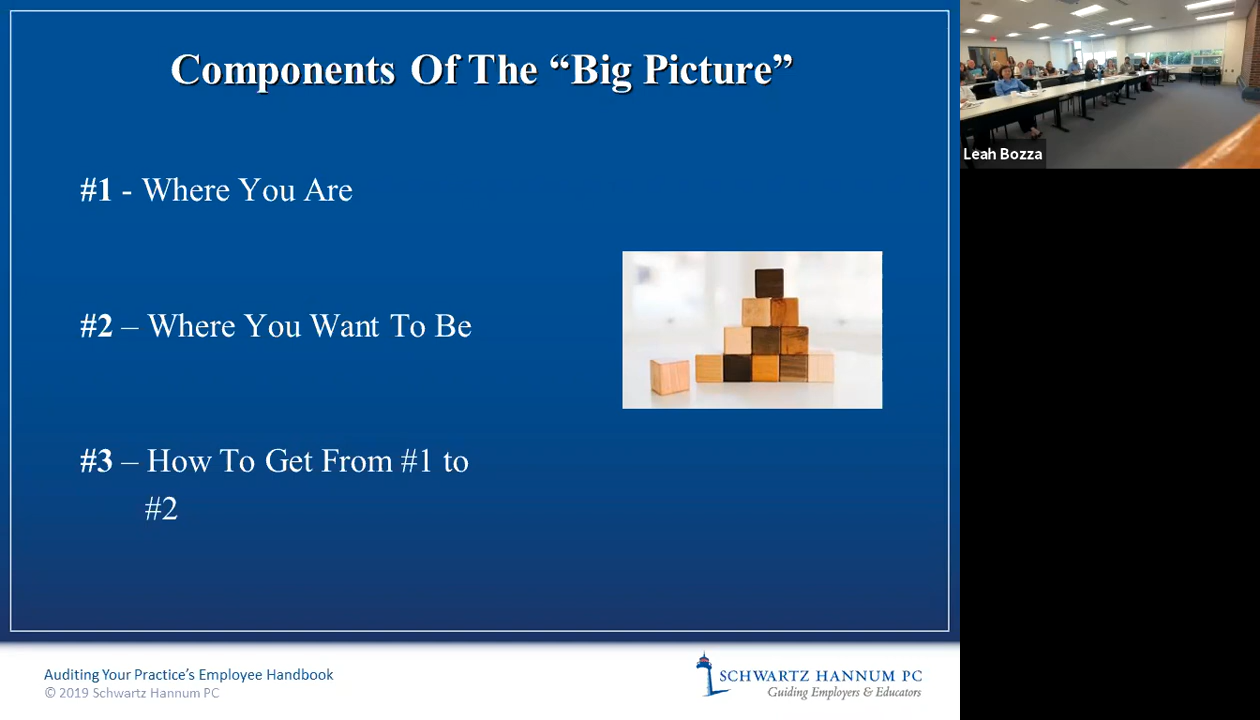 Components Of The “Big Picture”
#1 - Where You Are
#2 – Where You Want To Be
#3 – How To Get From #1 to
#2
Auditing Your Practice’s Employee Handbook
© 2019 Schwartz Hannum PC
SCHWARTZ HANNUM PC
Guiding Employers & Educators
Leah Bozza